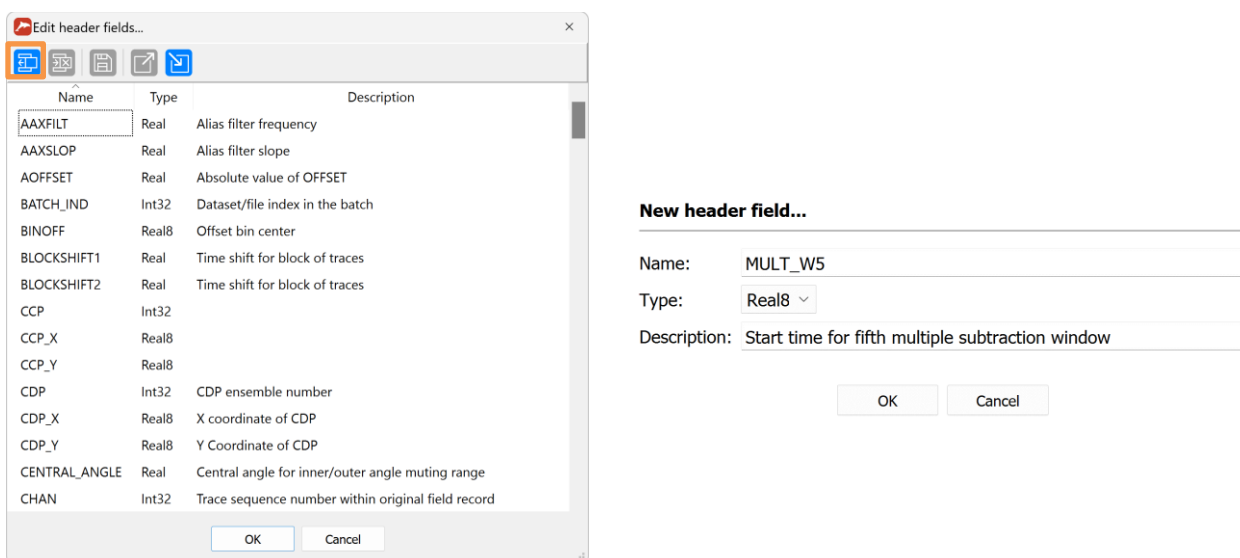 Edit header fields...
Name Type Description
AAXFILT Real Alias filter frequency
AAXSLOP Real Alias filter slope
AOFFSET Real Absolute value of OFFSET
BATCH_IND Int32 Dataset/file index in the batch
BINOFF Real8 Offset bin center
BLOCKSHIFT1 Real Time shift for block of traces
BLOCKSHIFT2 Real Time shift for block of traces
CCP Int32
CCP_X Real8
CCP_Y Real8
CDP Int32 CDP ensemble number
CDP_X Real8 X coordinate of CDP
CDP_Y Real8 Y Coordinate of CDP
CENTRAL_ANGLE Real Central angle for inner/outer angle muting range
CHAN Int32 Trace sequence number within original field record
OK Cancel
New header field...
Name: MULT_W5
Type: Real8
Description: Start time for fifth multiple subtraction window
OK Cancel